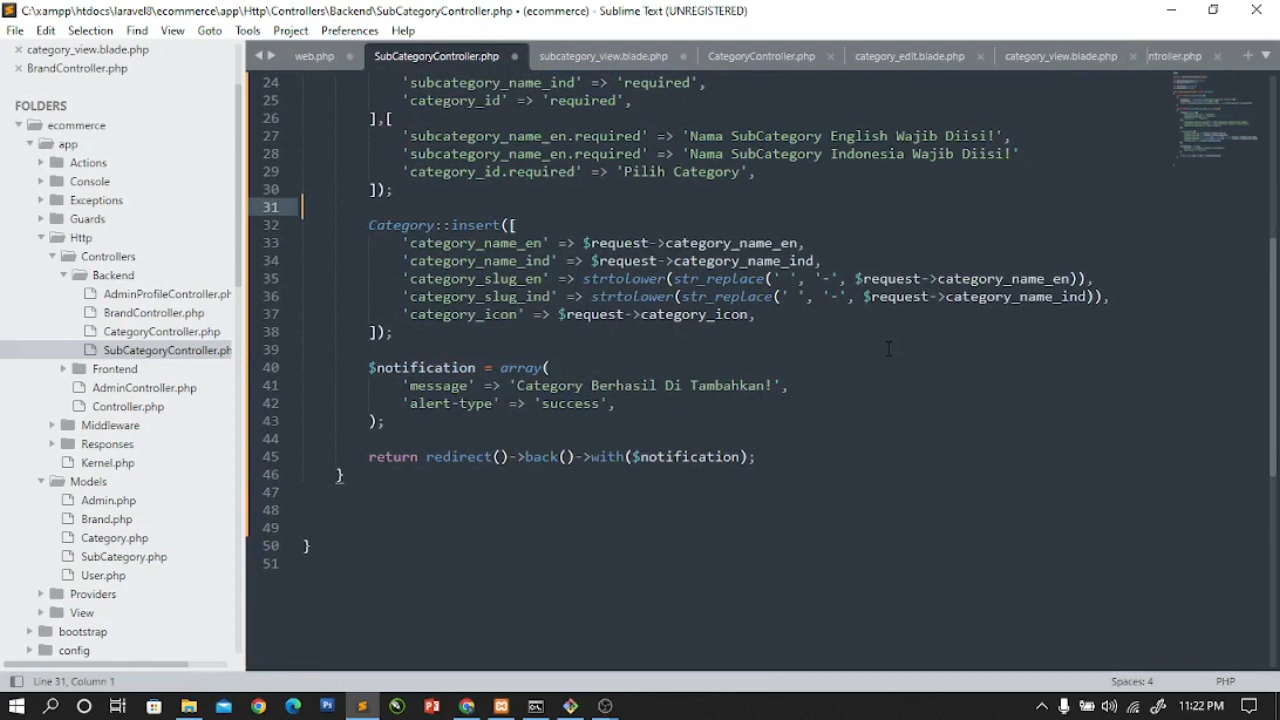 C:\xampp\htdocs\laravel8\ecommerce\app\Http\Controllers\Backend\SubCategoryController.php • (ecommerce) - Sublime Text (UNREGISTERED)
File Edit Selection Find View Goto Tools Project Preferences Help
category_view.blade.php
BrandController.php
FOLDERS
ecommerce
app
Actions
Console
Exceptions
Guards
Http
Controllers
Backend
AdminProfileController.ph
BrandController.php
CategoryController.php
SubCategoryController.ph
Frontend
AdminController.php
Controller.php
Middleware
Responses
Kernel.php
Models
Admin.php
Brand.php
Category.php
SubCategory.php
User.php
Providers
View
bootstrap
config
web.php SubCategoryController.php subcategory_view.blade.php CategoryController.php category_edit.blade.php category_view.blade.php ntroller.php
24 'subcategory_name_ind' => 'required',
25 'category_id' => 'required',
26 ],[
27 'subcategory_name_en.required' => 'Nama SubCategory English Wajib Diisi!',
28 'subcategory_name_en.required' => 'Nama SubCategory Indonesia Wajib Diisi!'
29 'category_id.required' => 'Pilih Category',
30 ]);
31
32 Category::insert([
33 'category_name_en' => $request->category_name_en,
34 'category_name_ind' => $request->category_name_ind,
35 'category_slug_en' => strtolower(str_replace(' ', '-', $request->category_name_en)),
36 'category_slug_ind' => strtolower(str_replace(' ', '-', $request->category_name_ind)),
37 'category_icon' => $request->category_icon,
38 ]);
39
40 $notification = array(
41 'message' => 'Category Berhasil Di Tambahkan!',
42 'alert-type' => 'success',
43 );
44
45 return redirect()->back()->with($notification);
46 }
47
48
49
50 }
51
Line 31, Column 1 Spaces: 4 PHP
11:22 PM